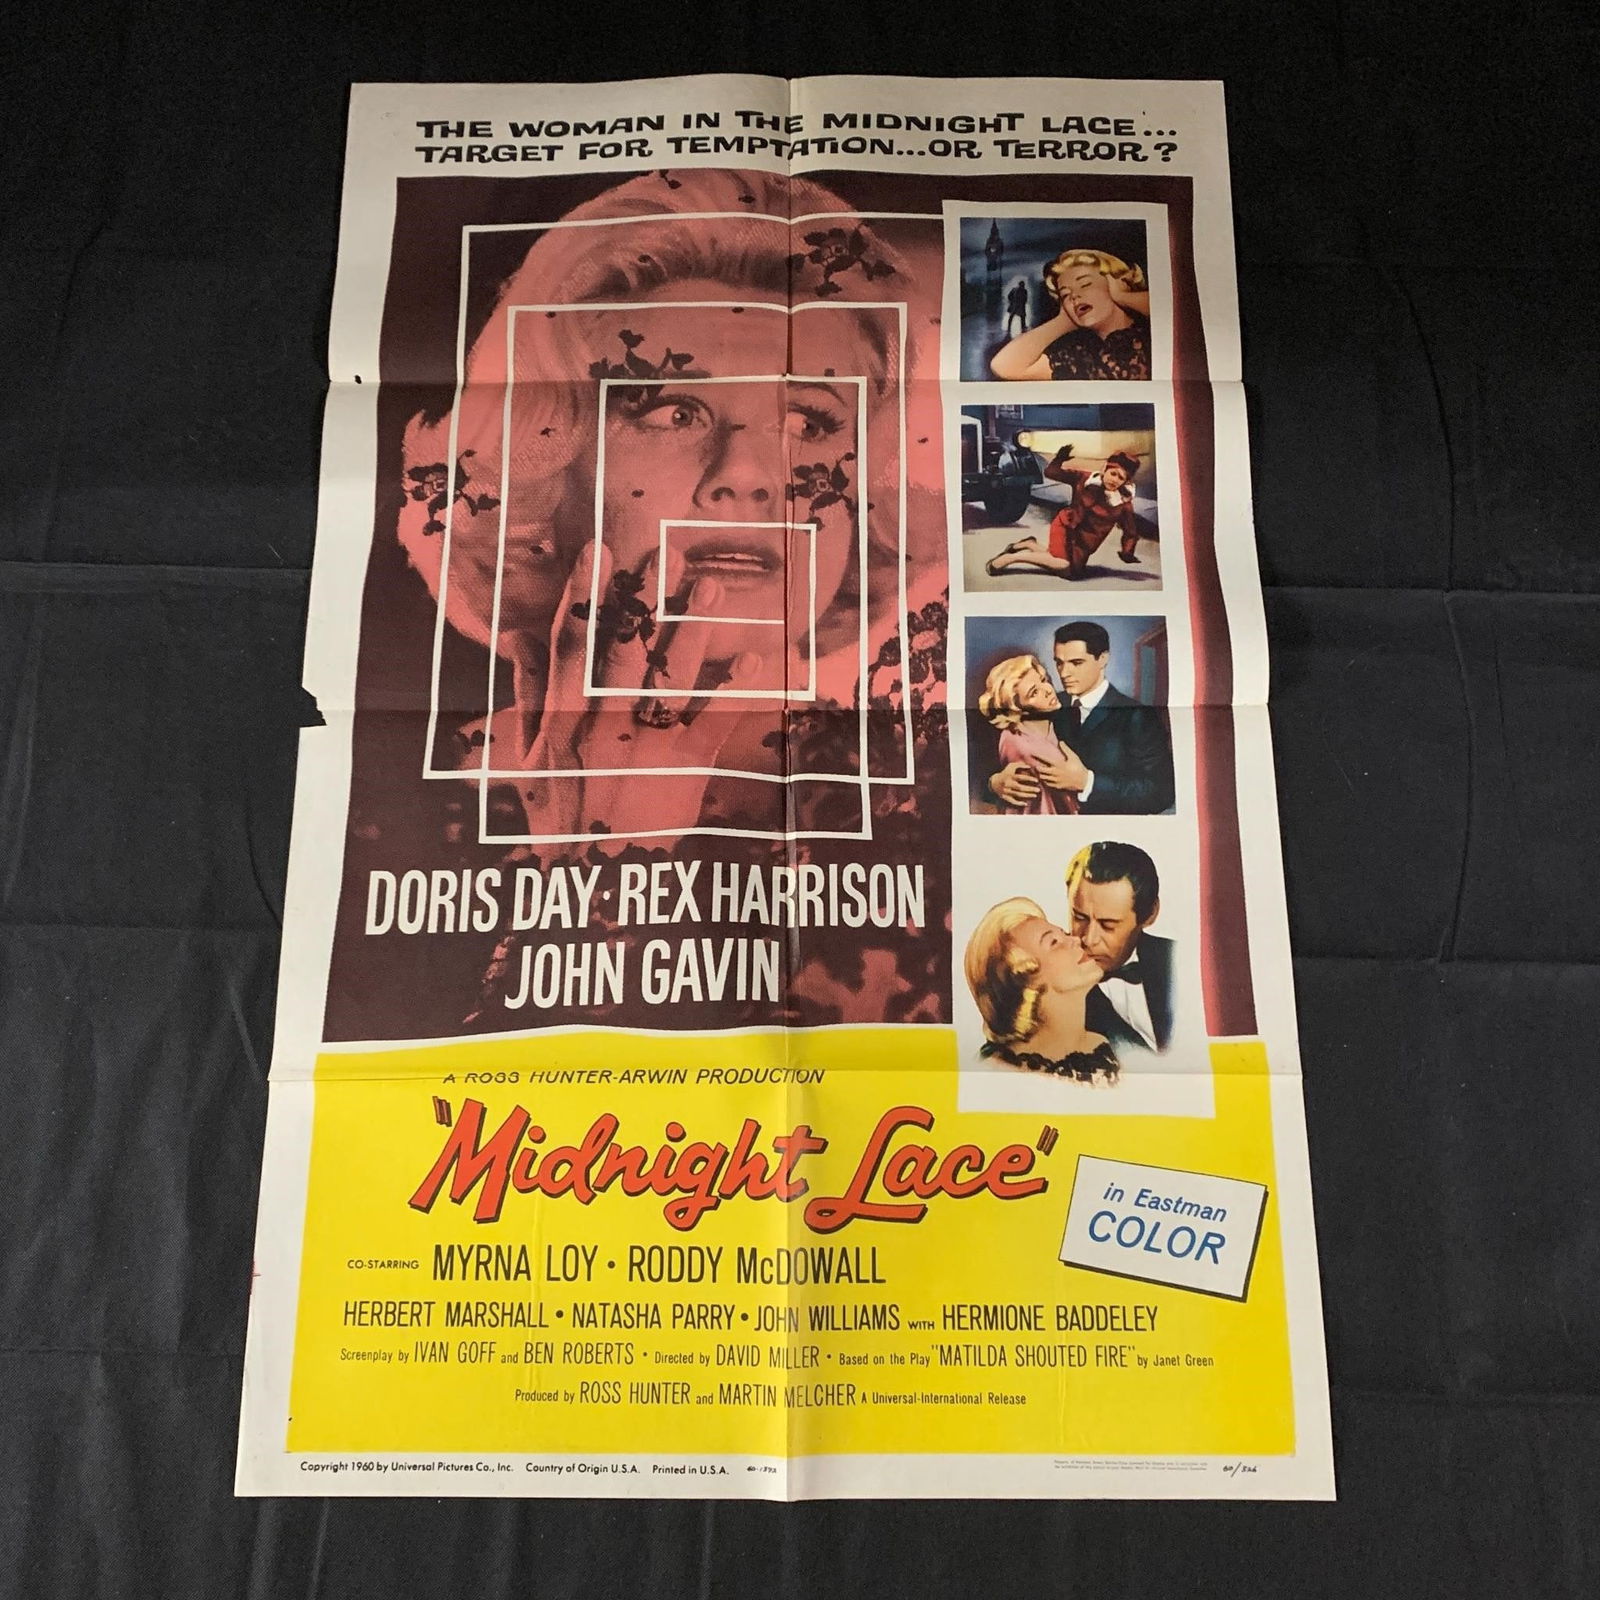 THE WOMAN IN THE MIDNIGHT LACE...
TARGET FOR TEMPTATION...OR TERROR?
DORIS DAY · REX HARRISON
JOHN GAVIN
A ROSS HUNTER-ARWIN PRODUCTION
"Midnight Lace"
in Eastman
COLOR
CO-STARRING MYRNA LOY • RODDY McDOWALL
HERBERT MARSHALL • NATASHA PARRY • JOHN WILLIAMS WITH HERMIONE BADDELEY
Screenplay by IVAN GOFF and BEN ROBERTS • Directed by DAVID MILLER • Based on the Play "MATILDA SHOUTED FIRE" by Janet Green
Produced by ROSS HUNTER and MARTIN MELCHER A Universal-International Release
Copyright 1960 by Universal Pictures Co., Inc. Country of Origin U.S.A. Printed in U.S.A.
60/326